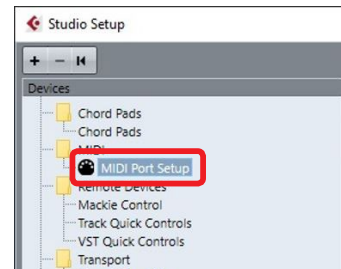 Studio Setup
+ −
Devices
Chord Pads
Chord Pads
MIDI
MIDI Port Setup
Remote Devices
Mackie Control
Track Quick Controls
VST Quick Controls
Transport